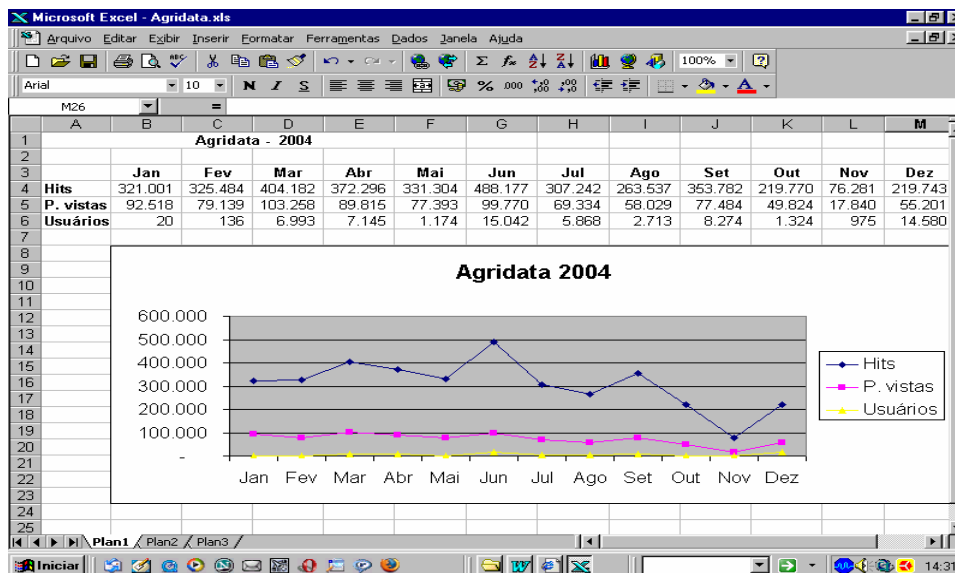 Microsoft Excel - Agridata.xls
Arquivo Editar Exibir Inserir Formatar Ferramentas Dados Janela Ajuda
100%
Arial 10 N I S % 000
M26 =
A B C D E F G H I J K L M
1 Agridata - 2004
2
3 Jan Fev Mar Abr Mai Jun Jul Ago Set Out Nov Dez
4 Hits 321.001 325.484 404.182 372.296 331.304 488.177 307.242 263.537 353.782 219.770 76.281 219.743
5 P. vistas 92.518 79.139 103.258 89.815 77.393 99.770 69.334 58.029 77.484 49.824 17.840 55.201
6 Usuários 20 136 6.993 7.145 1.174 15.042 5.868 2.713 8.274 1.324 975 14.580
7
8
9 Agridata 2004
10
11
12 600.000
13 500.000
14 400.000
15 Hits
16 300.000 P. vistas
17 200.000
18 Usuários
19 100.000
20
21 -
22 Jan Fev Mar Abr Mai Jun Jul Ago Set Out Nov Dez
23
24
25
Plan1 Plan2 Plan3
Iniciar 14:31